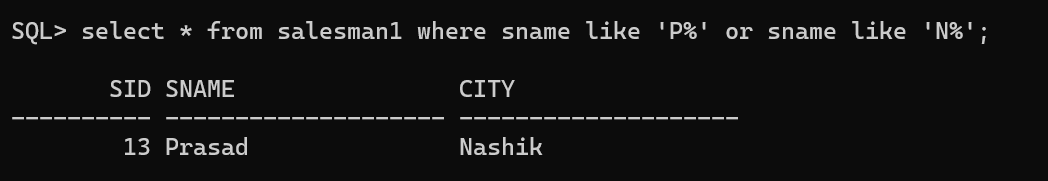 SQL> select * from salesman1 where sname like 'P%' or sname like 'N%';
       SID SNAME                CITY
---------- -------------------- --------------------
        13 Prasad               Nashik